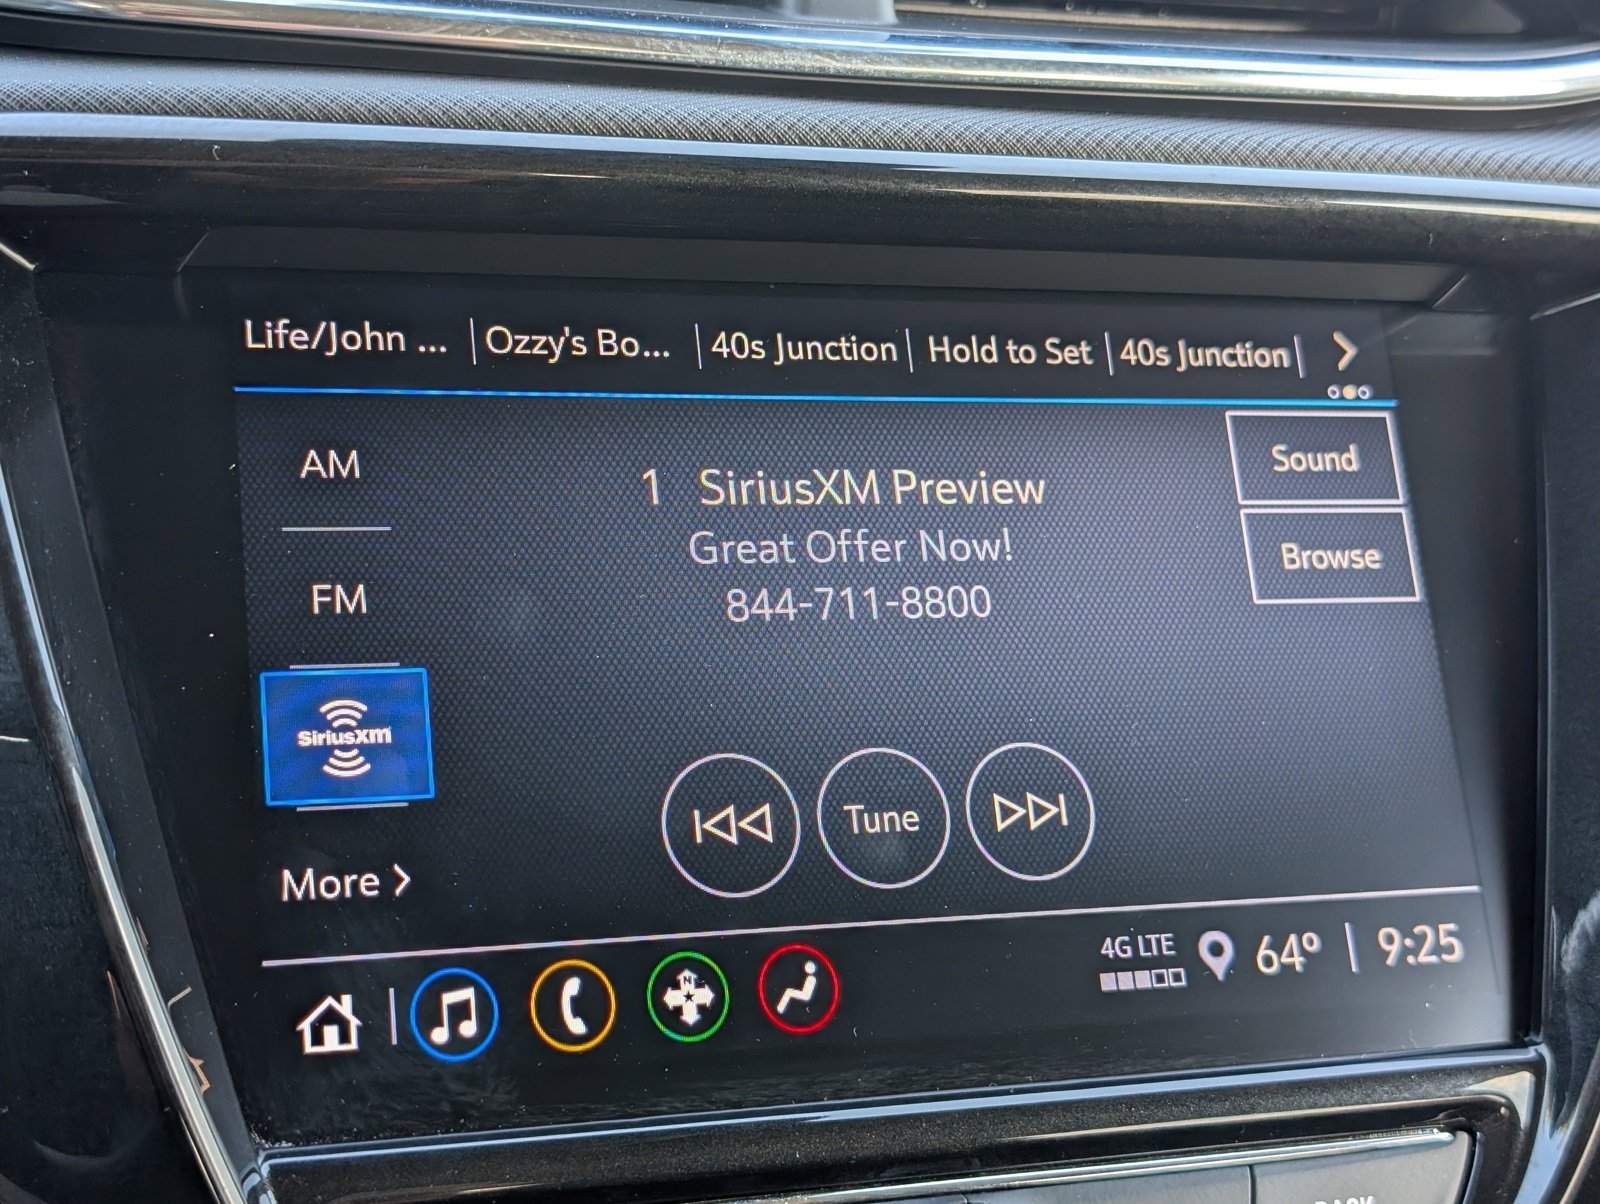 Life/John ... Ozzy's Bo... 40s Junction Hold to Set 40s Junction
AM
1 SiriusXM Preview
Sound
Great Offer Now!
Browse
844-711-8800
FM
SiriusXM
Tune
More
4G LTE 64° 9:25
N